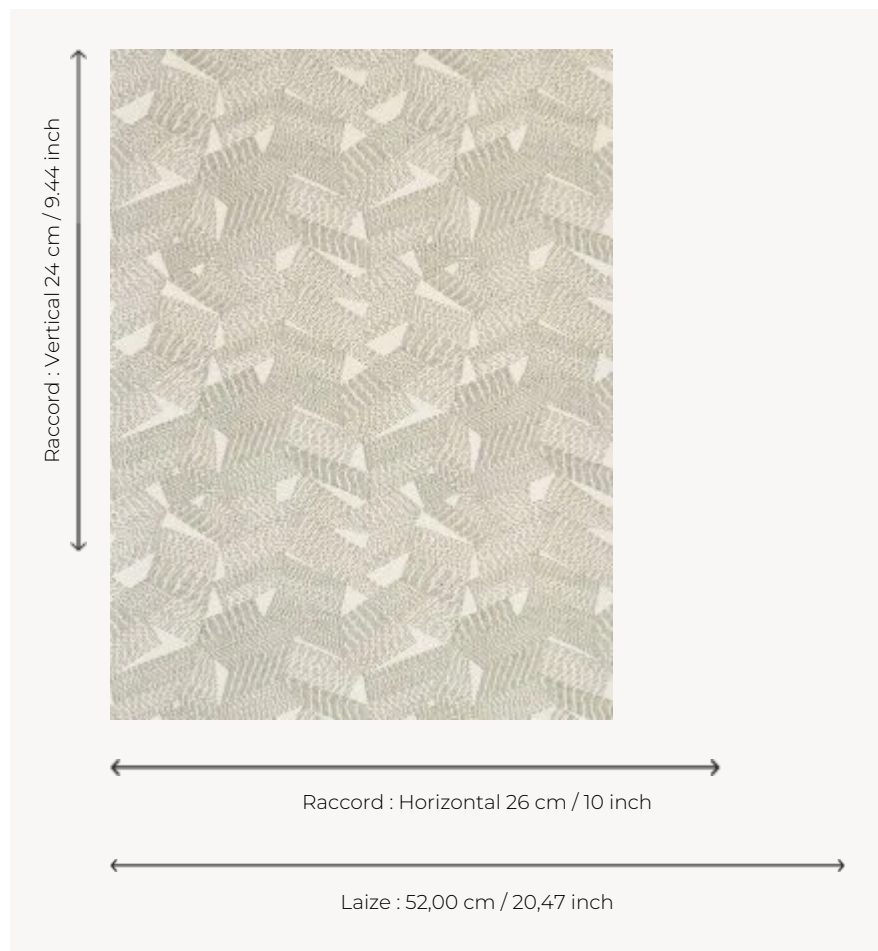 Raccord : Vertical 24 cm / 9.44 inch
Raccord : Horizontal 26 cm / 10 inch
Laize : 52,00 cm / 20,47 inch